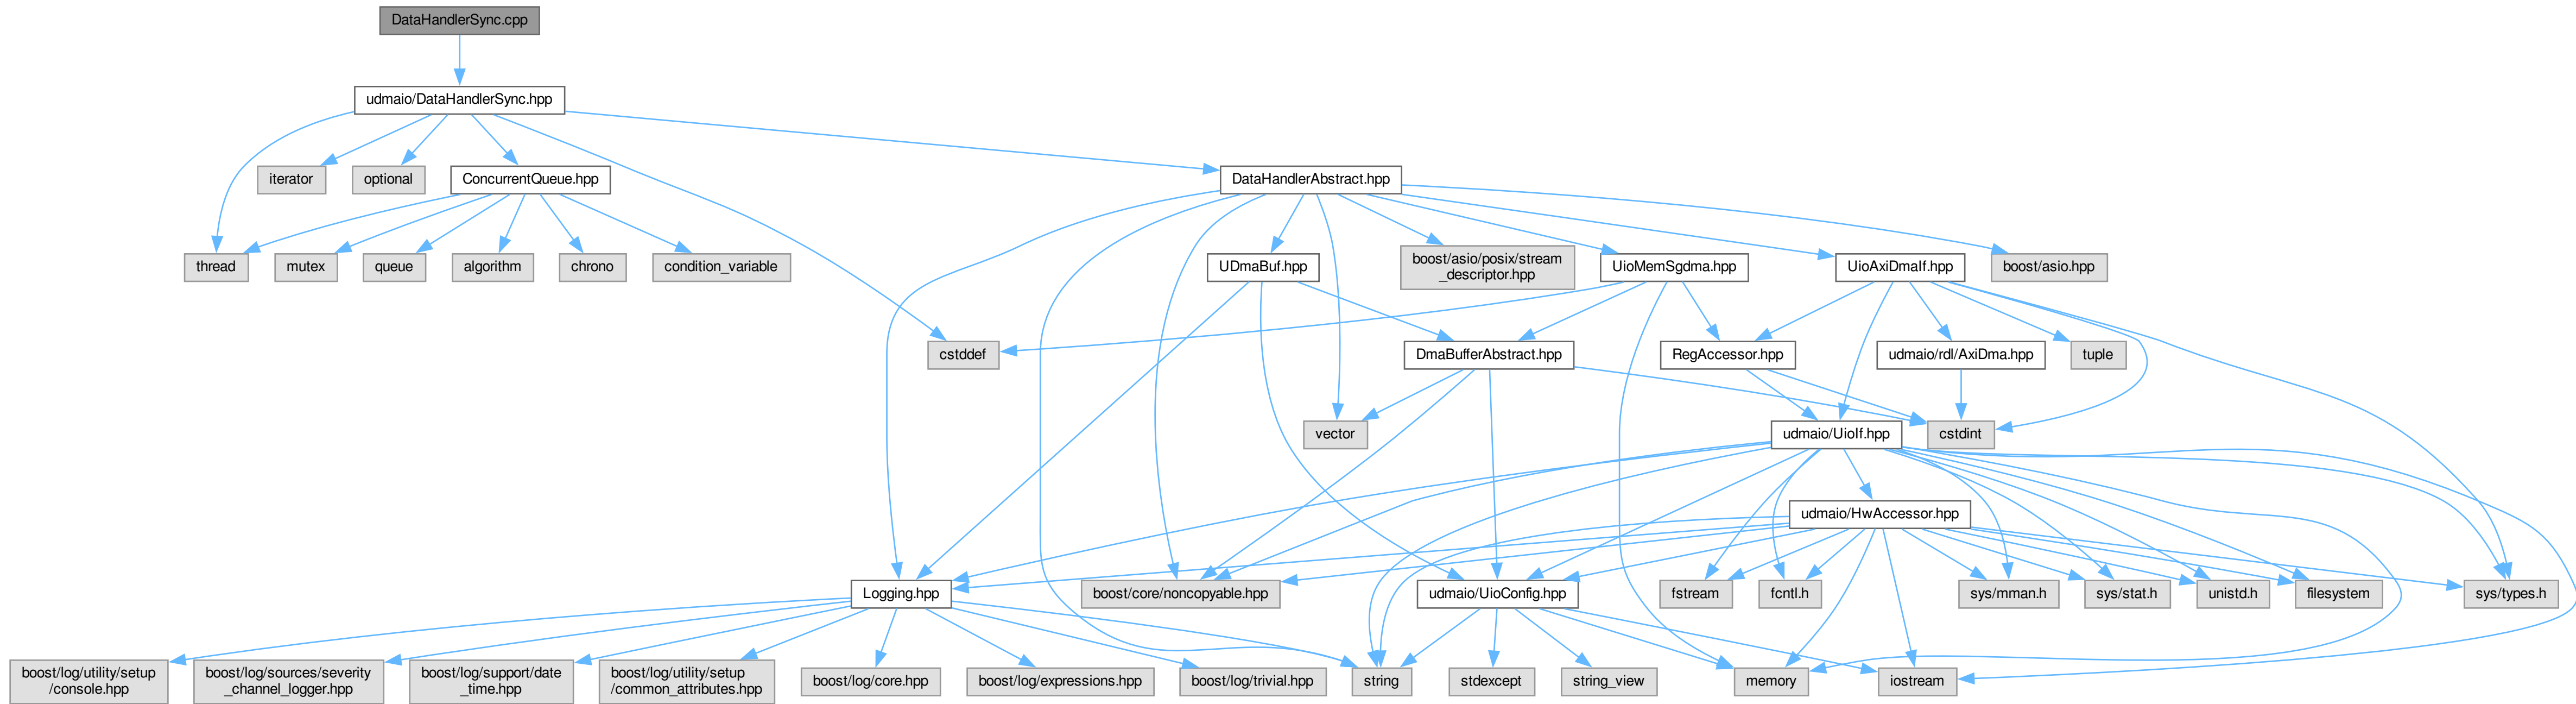 DataHandlerSync.cpp
udmaio/DataHandlerSync.hpp
iterator
optional
ConcurrentQueue.hpp
DataHandlerAbstract.hpp
thread
mutex
queue
algorithm
chrono
condition_variable
UDmaBuf.hpp
boost/asio/posix/stream
_descriptor.hpp
UioMemSgdma.hpp
UioAxiDmaIf.hpp
boost/asio.hpp
cstddef
DmaBufferAbstract.hpp
RegAccessor.hpp
udmaio/rdl/AxiDma.hpp
tuple
vector
udmaio/UioIf.hpp
cstdint
udmaio/HwAccessor.hpp
Logging.hpp
boost/core/noncopyable.hpp
udmaio/UioConfig.hpp
fstream
fcntl.h
sys/mman.h
sys/stat.h
unistd.h
filesystem
sys/types.h
boost/log/utility/setup
/console.hpp
boost/log/sources/severity
_channel_logger.hpp
boost/log/support/date
_time.hpp
boost/log/utility/setup
/common_attributes.hpp
boost/log/core.hpp
boost/log/expressions.hpp
boost/log/trivial.hpp
string
stdexcept
string_view
memory
iostream